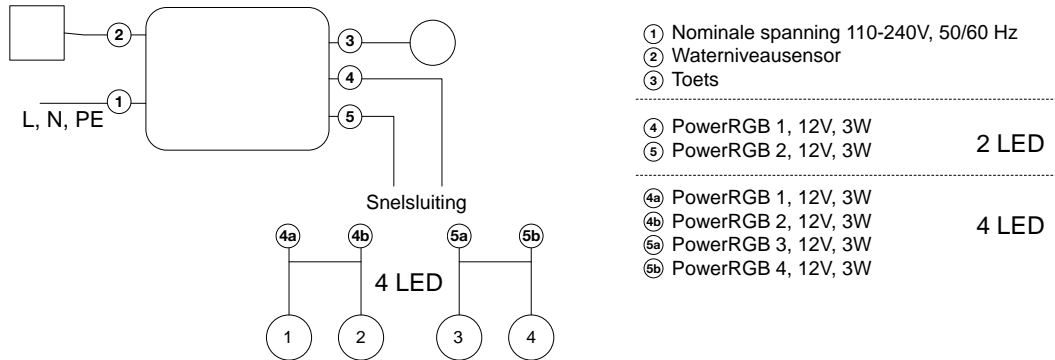 2
3
4
1
L, N, PE
5
Snelsluiting
4a 4b 5a 5b
4 LED
1 2 3 4
1 Nominale spanning 110-240V, 50/60 Hz
2 Waterniveausensor
3 Toets
4 PowerRGB 1, 12V, 3W
5 PowerRGB 2, 12V, 3W
2 LED
4a PowerRGB 1, 12V, 3W
4b PowerRGB 2, 12V, 3W
5a PowerRGB 3, 12V, 3W
5b PowerRGB 4, 12V, 3W
4 LED